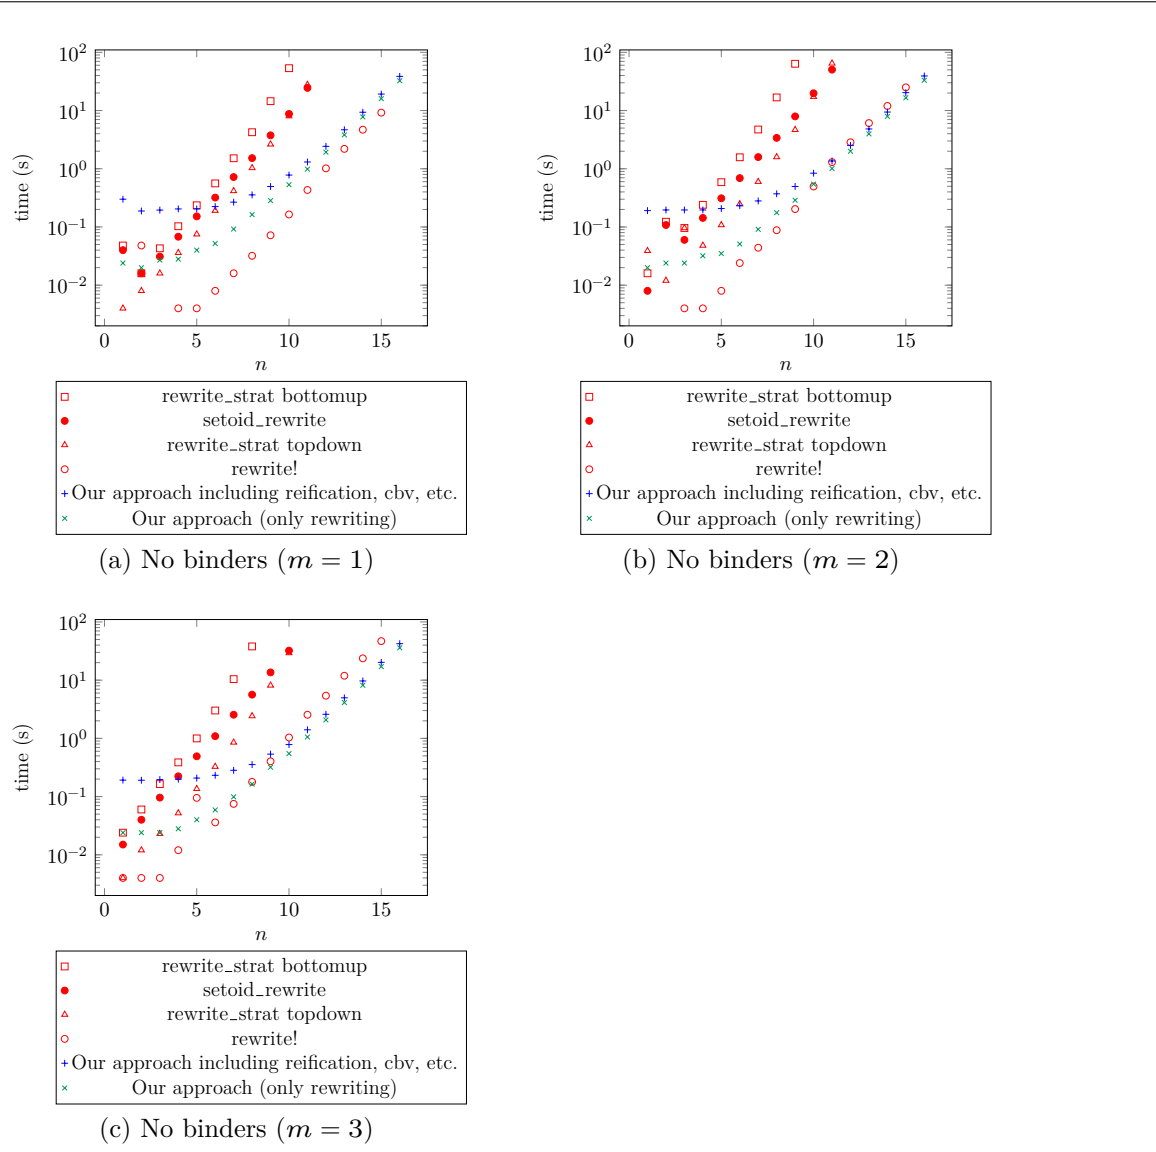 10^2
10^1
10^0
10^−1
10^−2
time (s)
0 5 10 15
n
rewrite_strat bottomup
setoid_rewrite
rewrite_strat topdown
rewrite!
Our approach including reification, cbv, etc.
Our approach (only rewriting)
(a) No binders (m = 1)
10^2
10^1
10^0
10^−1
10^−2
time (s)
0 5 10 15
n
rewrite_strat bottomup
setoid_rewrite
rewrite_strat topdown
rewrite!
Our approach including reification, cbv, etc.
Our approach (only rewriting)
(b) No binders (m = 2)
10^2
10^1
10^0
10^−1
10^−2
time (s)
0 5 10 15
n
rewrite_strat bottomup
setoid_rewrite
rewrite_strat topdown
rewrite!
Our approach including reification, cbv, etc.
Our approach (only rewriting)
(c) No binders (m = 3)